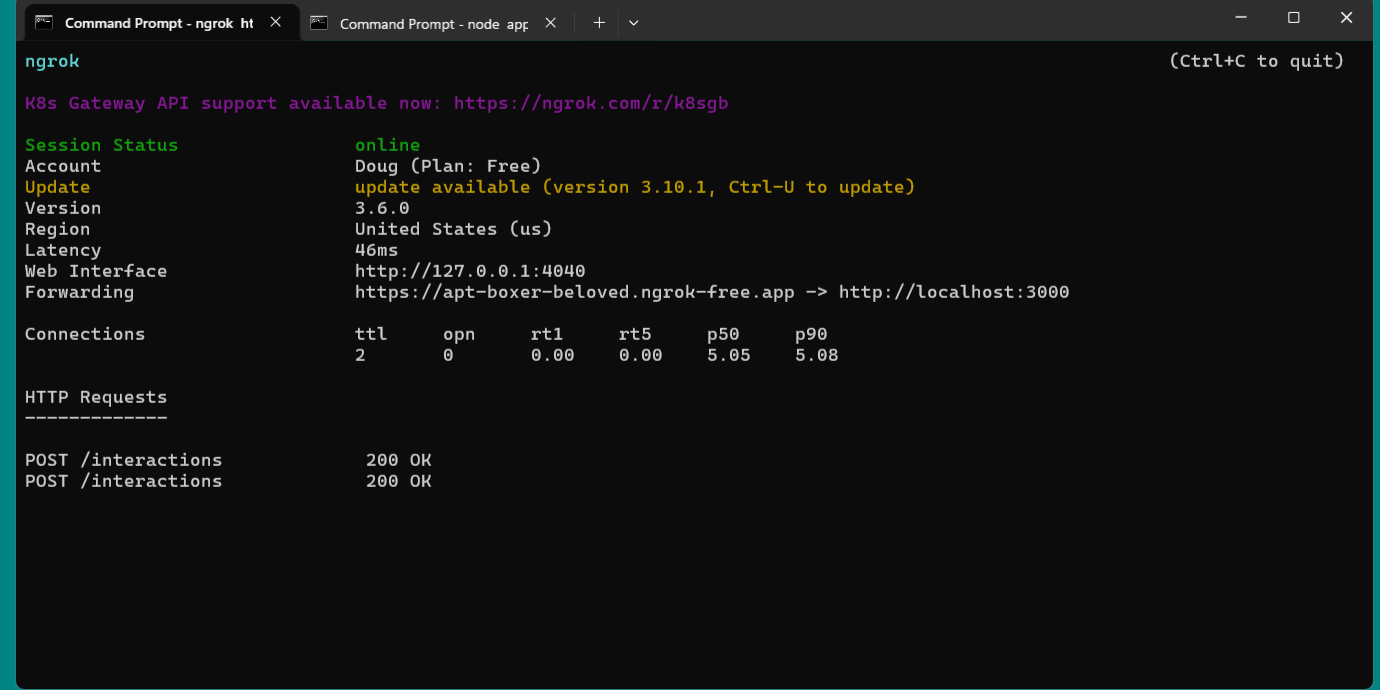 Command Prompt - ngrok ht
Command Prompt - node app
ngrok (Ctrl+C to quit)
K8s Gateway API support available now: https://ngrok.com/r/k8sgb
Session Status online
Account Doug (Plan: Free)
Update update available (version 3.10.1, Ctrl-U to update)
Version 3.6.0
Region United States (us)
Latency 46ms
Web Interface http://127.0.0.1:4040
Forwarding https://apt-boxer-beloved.ngrok-free.app -> http://localhost:3000
Connections ttl opn rt1 rt5 p50 p90
2 0 0.00 0.00 5.05 5.08
HTTP Requests
-------------
POST /interactions 200 OK
POST /interactions 200 OK